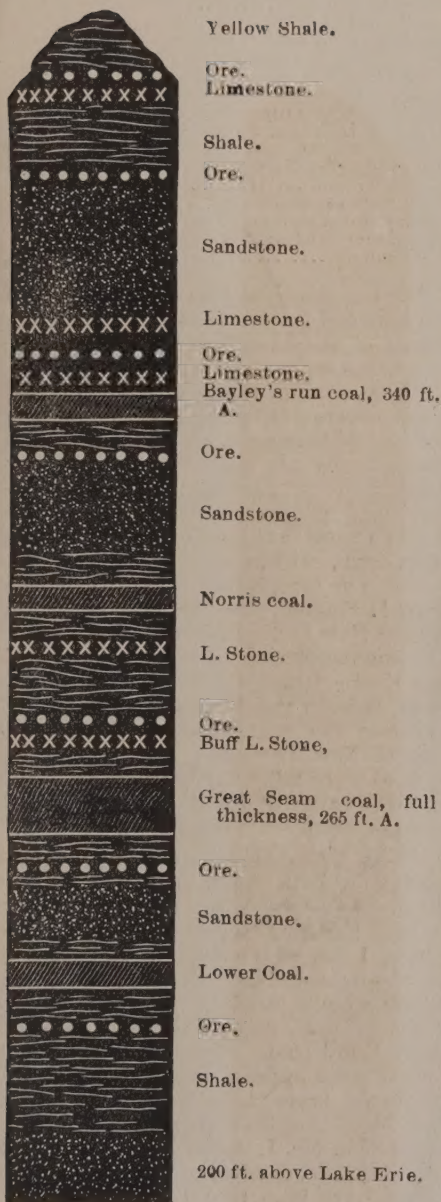 Yellow Shale.
Ore.
Limestone.
Shale.
Ore.
Sandstone.
Limestone.
Ore.
Limestone.
Bayley's run coal, 340 ft.
A.
Ore.
Sandstone.
Norris coal.
L. Stone.
Ore.
Buff L. Stone,
Great Seam coal, full
thickness, 265 ft. A.
Ore.
Sandstone.
Lower Coal.
Ore.
Shale.
200 ft. above Lake Erie.